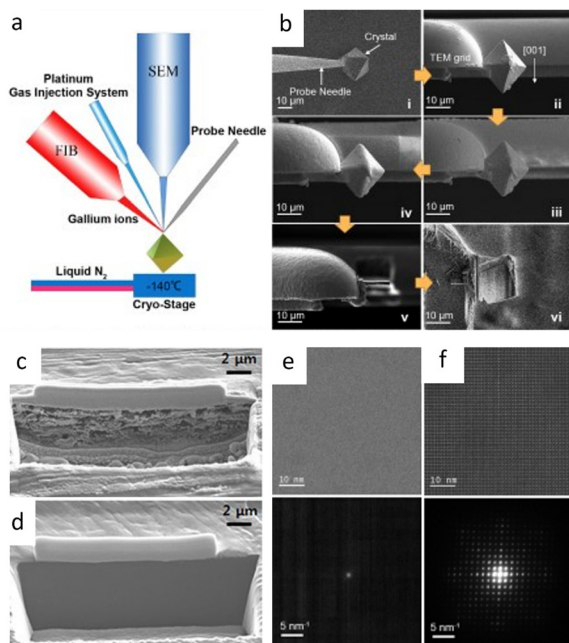 a
Platinum
Gas Injection System
SEM
Probe Needle
FIB
Gallium ions
Liquid N2
-140℃
Cryo-Stage
b
Crystal
Probe Needle
10 μm
i
TEM grid
[001]
10 μm
ii
10 μm
iv
10 μm
iii
10 μm
v
10 μm
vi
c
2 μm
d
2 μm
e
10 nm
5 nm-1
f
10 nm
5 nm-1